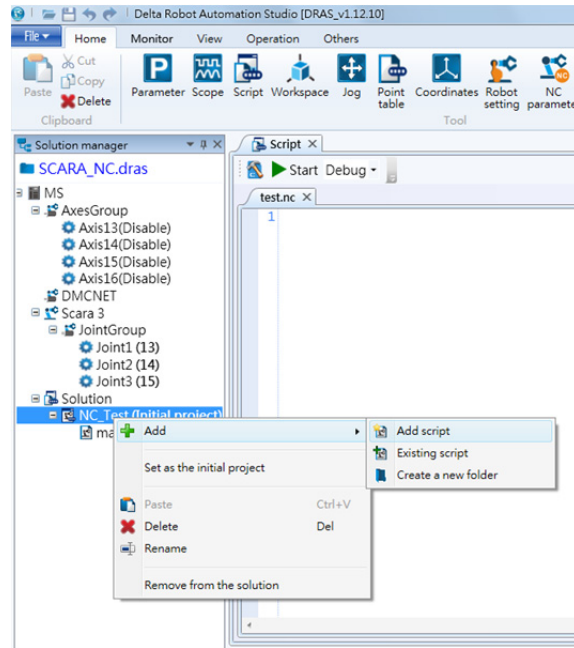 Delta Robot Automation Studio [DRAS_v1.12.10]
File Home Monitor View Operation Others
Paste Cut Copy Delete
Clipboard
Parameter Scope Script Workspace Jog Point table Coordinates Robot setting NC
Tool
Solution manager
SCARA_NC.dras
MS
AxesGroup
Axis13(Disable)
Axis14(Disable)
Axis15(Disable)
Axis16(Disable)
DMCNET
Scara 3
JointGroup
Joint1 (13)
Joint2 (14)
Joint3 (15)
Solution
NC_Test (Initial project)
Script
Start Debug
test.nc
1
Add
Set as the initial project
Paste Ctrl+V
Delete Del
Rename
Remove from the solution
Add script
Existing script
Create a new folder